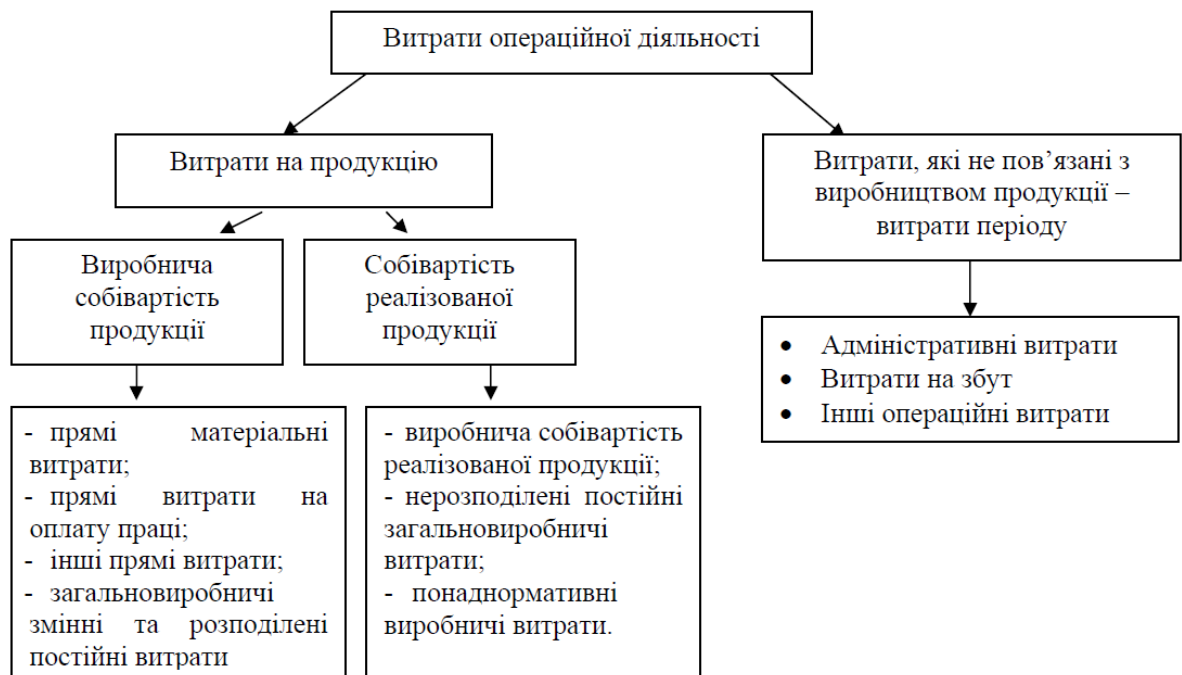 Витрати операційної діяльності
Витрати на продукцію
Витрати, які не пов’язані з
виробництвом продукції –
витрати періоду
Виробнича
собівартість
продукції
Собівартість
реалізованої
продукції
• Адміністративні витрати
• Витрати на збут
• Інші операційні витрати
- прямі матеріальні
витрати;
- прямі витрати на
оплату праці;
- інші прямі витрати;
- загальновиробничі
змінні та розподілені
постійні витрати
- виробнича собівартість
реалізованої продукції;
- нерозподілені постійні
загальновиробничі
витрати;
- понаднормативні
виробничі витрати.